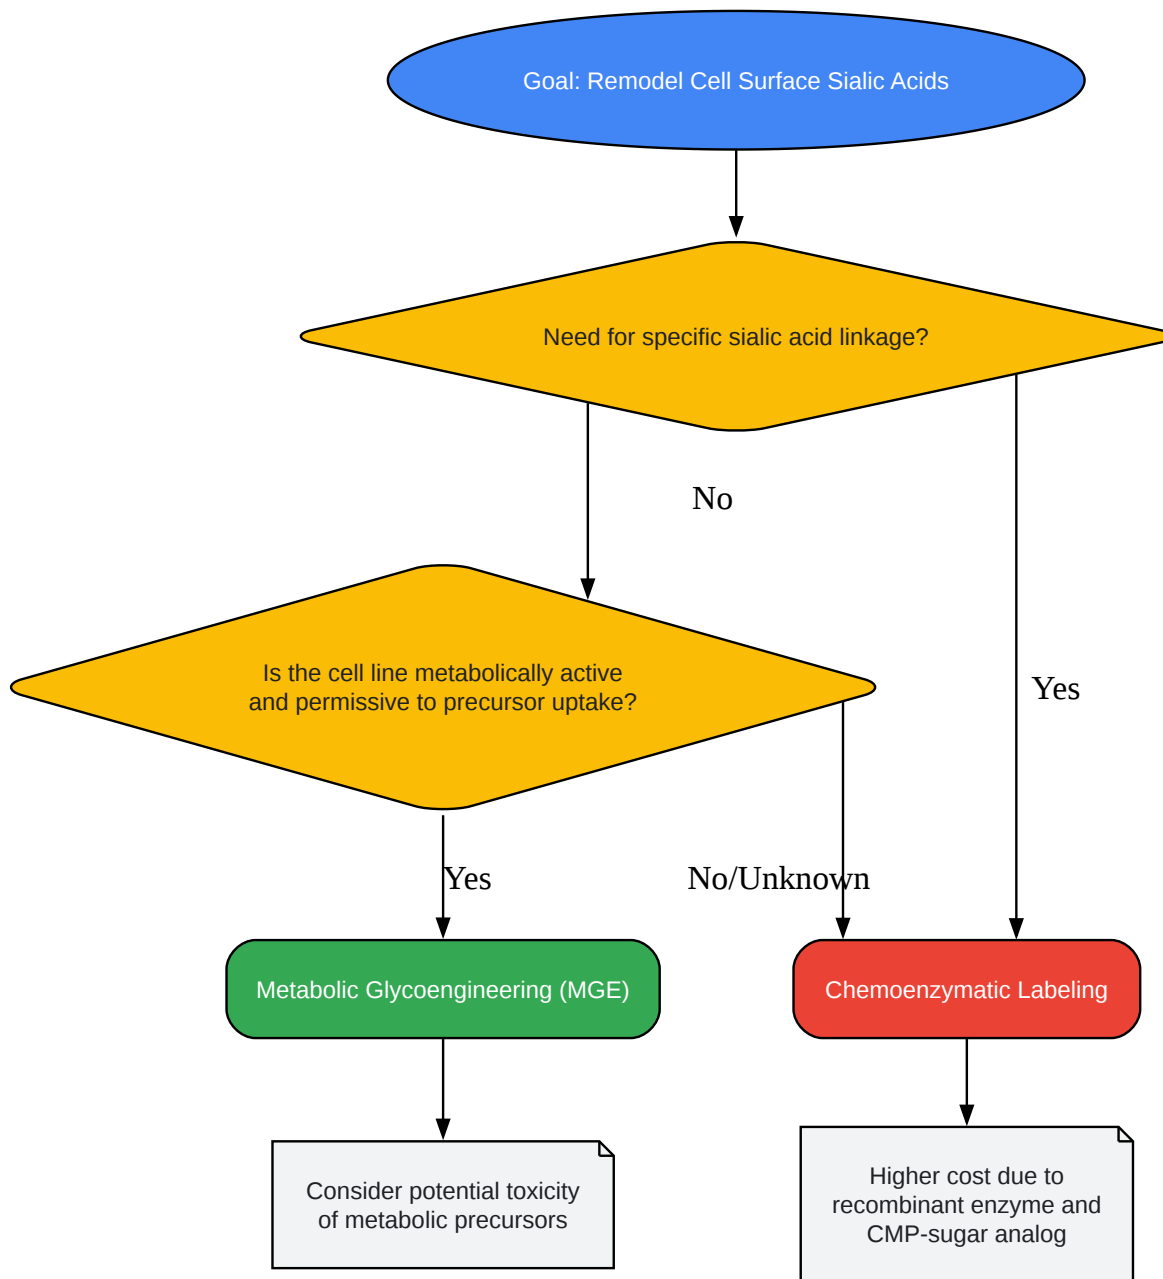 Goal: Remodel Cell Surface Sialic Acids
Need for specific sialic acid linkage?
No
Is the cell line metabolically active
and permissive to precursor uptake?
Yes
Yes
No/Unknown
Metabolic Glycoengineering (MGE)
Chemoenzymatic Labeling
Consider potential toxicity
of metabolic precursors
Higher cost due to
recombinant enzyme and
CMP-sugar analog